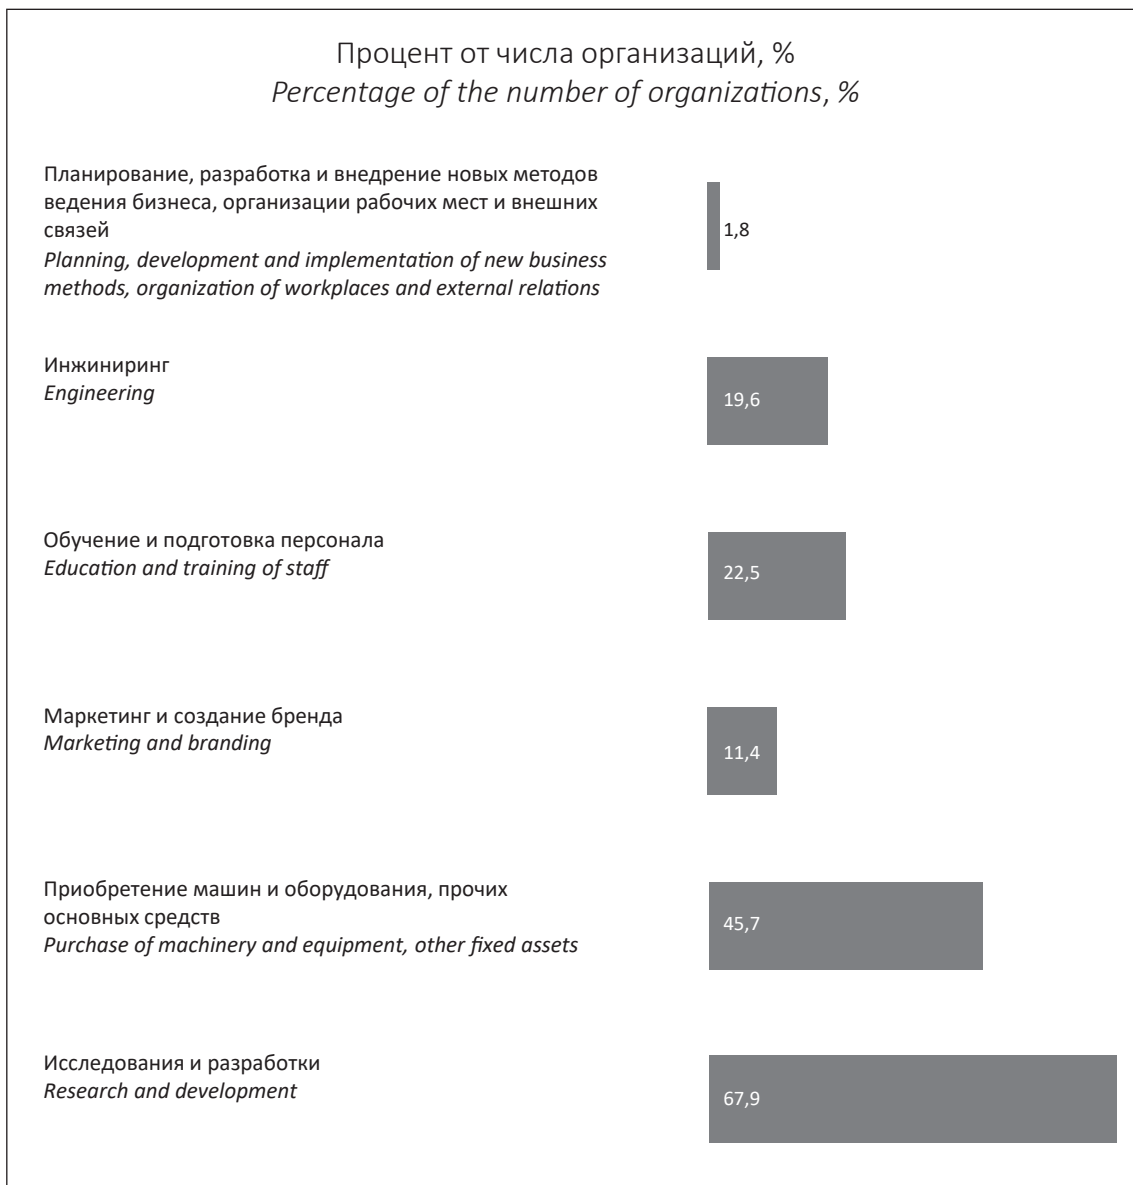 Процент от числа организаций, %
Percentage of the number of organizations, %
Планирование, разработка и внедрение новых методов
ведения бизнеса, организации рабочих мест и внешних
связей
Planning, development and implementation of new business
methods, organization of workplaces and external relations
1,8
Инжиниринг
Engineering
19,6
Обучение и подготовка персонала
Education and training of staff
22,5
Маркетинг и создание бренда
Marketing and branding
11,4
Приобретение машин и оборудования, прочих
основных средств
Purchase of machinery and equipment, other fixed assets
45,7
Исследования и разработки
Research and development
67,9